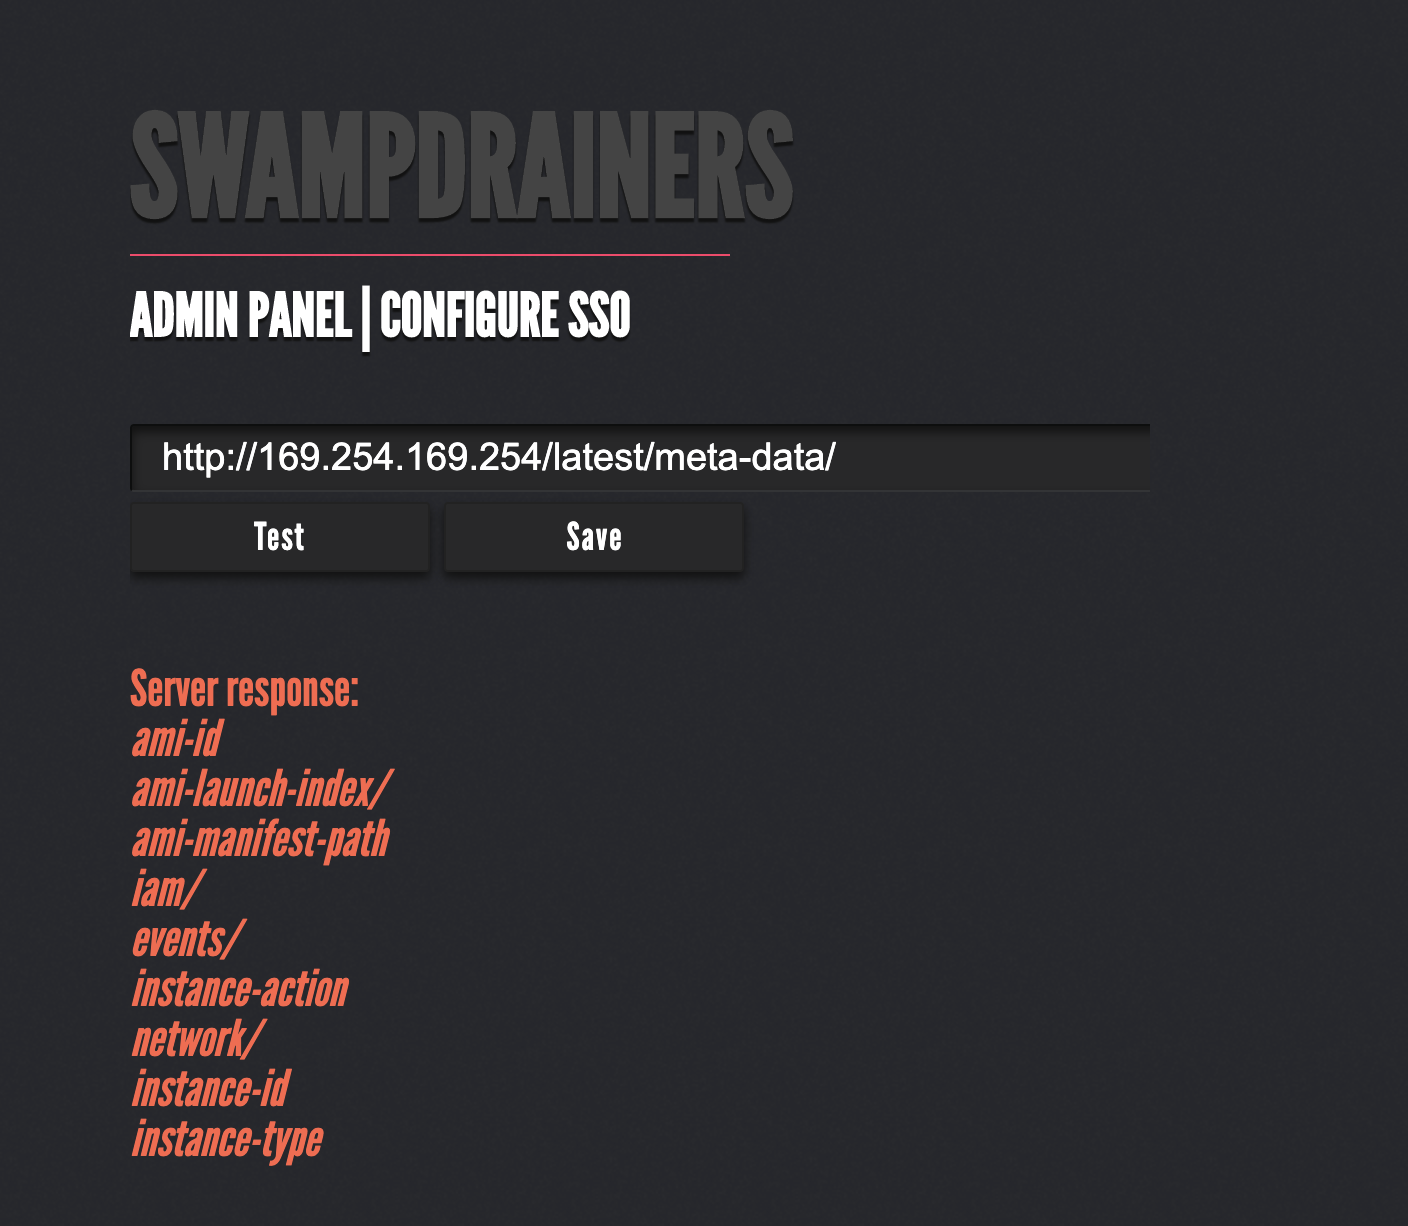 SWAMPDRAINERS
ADMIN PANEL | CONFIGURE SSO
http://169.254.169.254/latest/meta-data/
Test Save
Server response:
ami-id
ami-launch-index/
ami-manifest-path
iam/
events/
instance-action
network/
instance-id
instance-type